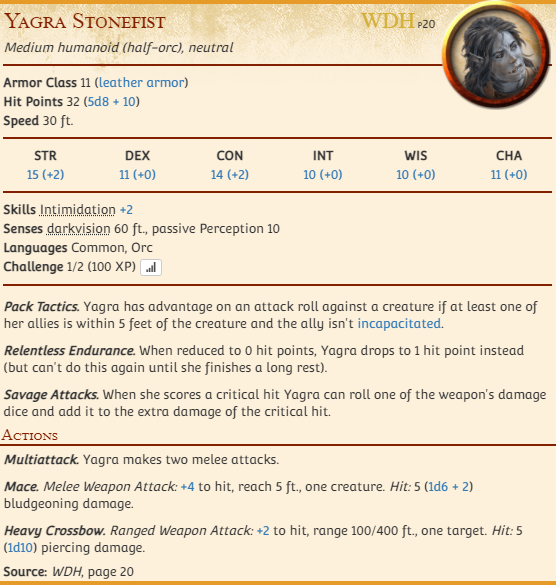 Yagra Stonefist WDH p20
Medium humanoid (half-orc), neutral
Armor Class 11 (leather armor)
Hit Points 32 (5d8 + 10)
Speed 30 ft.
STR DEX CON INT WIS CHA
15 (+2) 11 (+0) 14 (+2) 10 (+0) 10 (+0) 11 (+0)
Skills Intimidation +2
Senses darkvision 60 ft., passive Perception 10
Languages Common, Orc
Challenge 1/2 (100 XP)
Pack Tactics. Yagra has advantage on an attack roll against a creature if at least one of
her allies is within 5 feet of the creature and the ally isn't incapacitated.
Relentless Endurance. When reduced to 0 hit points, Yagra drops to 1 hit point instead
(but can't do this again until she finishes a long rest).
Savage Attacks. When she scores a critical hit Yagra can roll one of the weapon's damage
dice and add it to the extra damage of the critical hit.
Actions
Multiattack. Yagra makes two melee attacks.
Mace. Melee Weapon Attack: +4 to hit, reach 5 ft., one creature. Hit: 5 (1d6 + 2)
bludgeoning damage.
Heavy Crossbow. Ranged Weapon Attack: +2 to hit, range 100/400 ft., one target. Hit: 5
(1d10) piercing damage.
Source: WDH, page 20